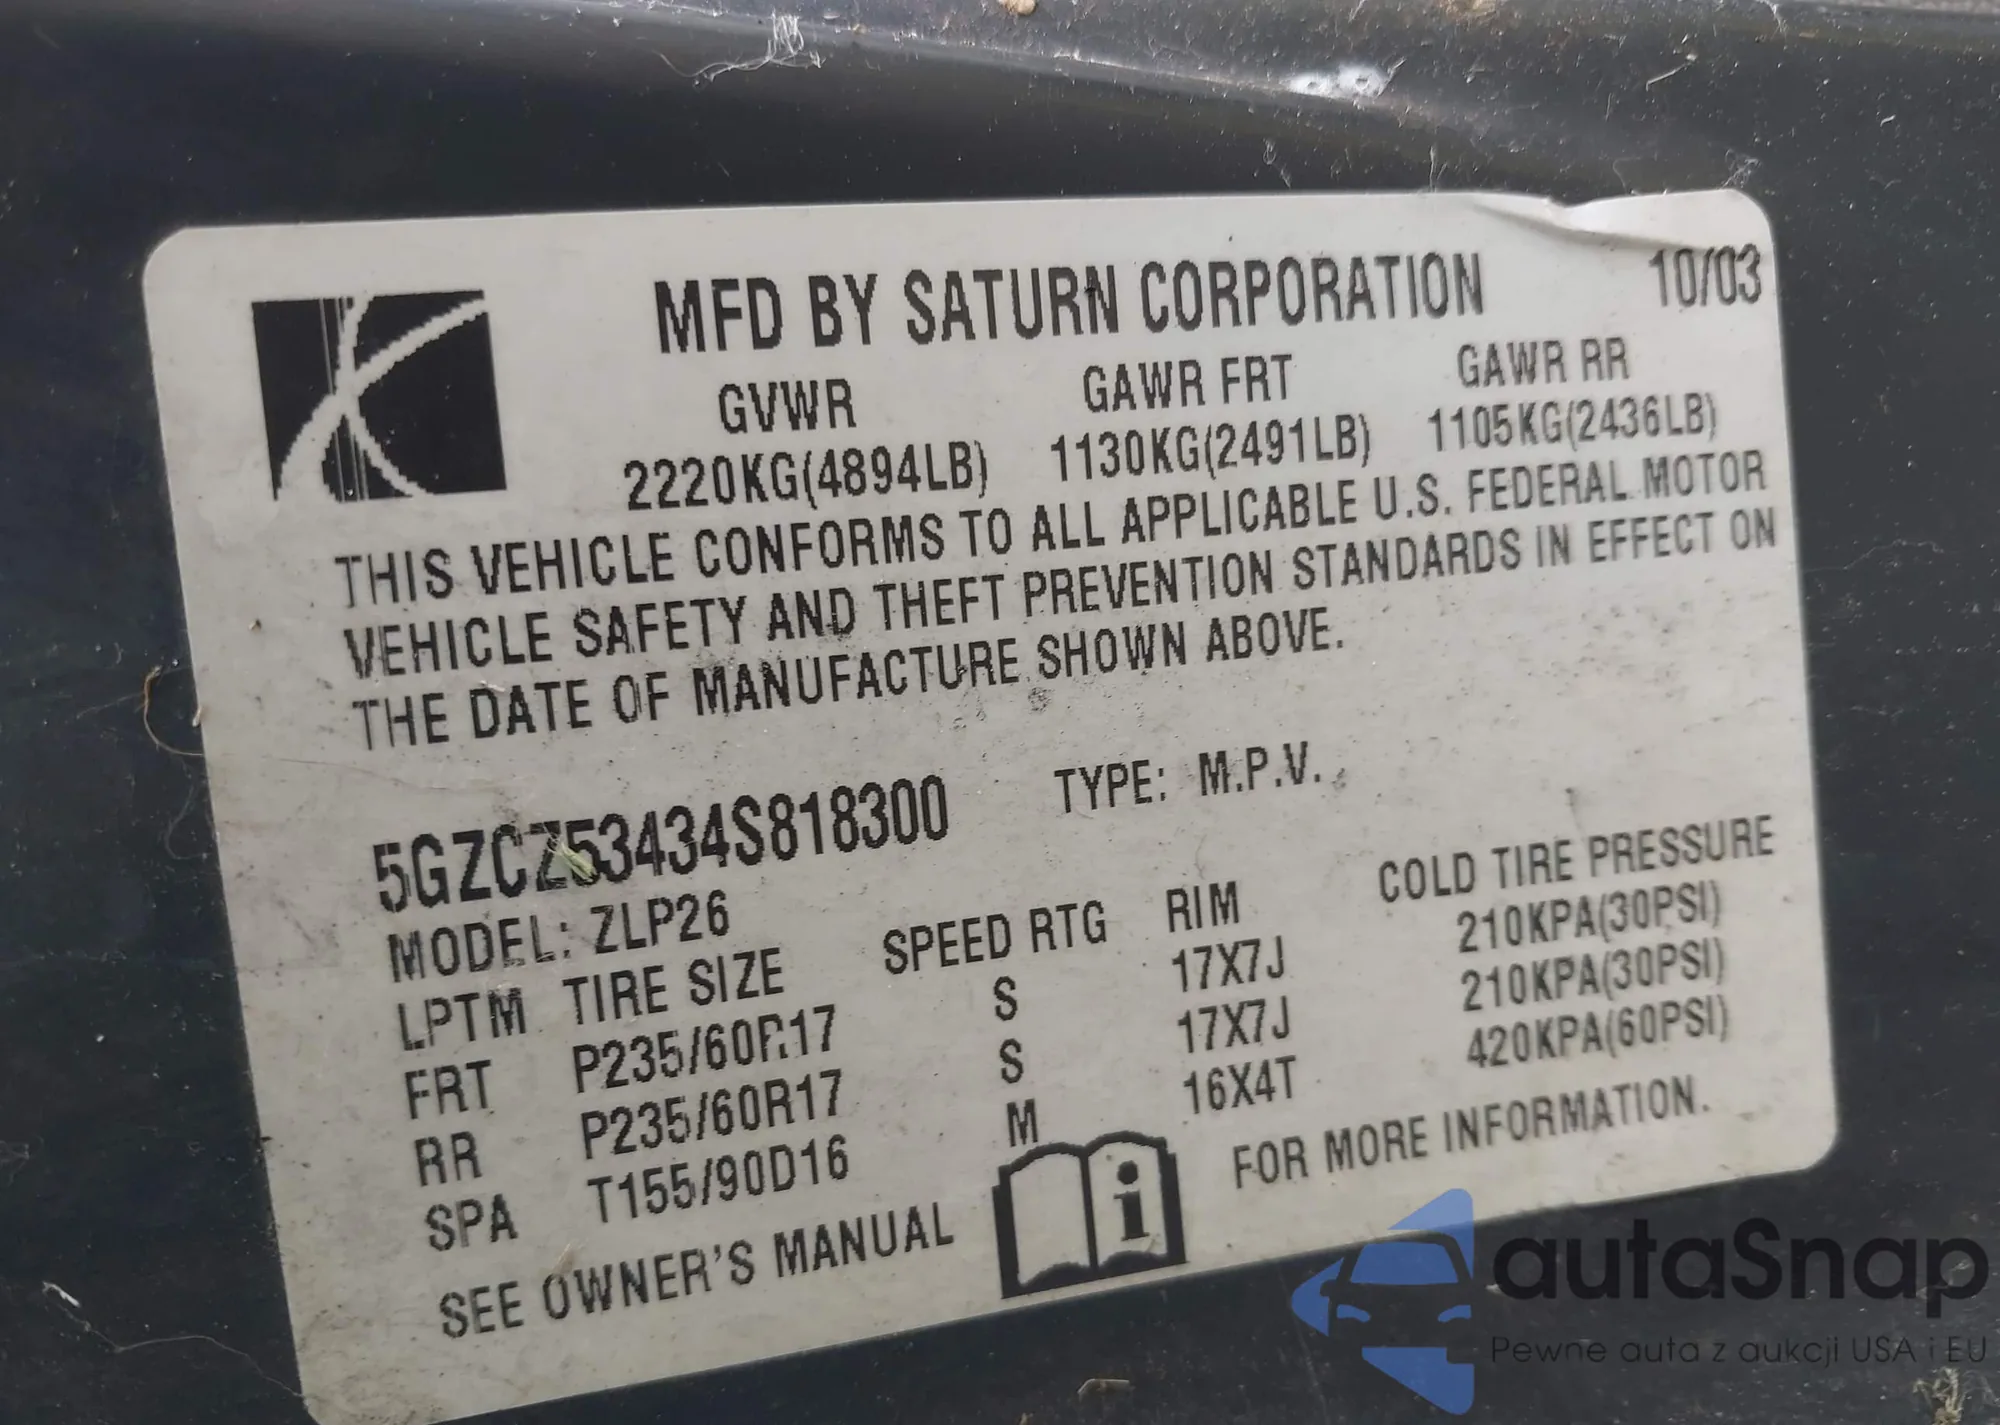 MFD BY SATURN CORPORATION 10/03
GVWR GAWR FRT GAWR RR
2220KG(4894LB) 1130KG(2491LB) 1105KG(2436LB)
THIS VEHICLE CONFORMS TO ALL APPLICABLE U.S. FEDERAL MOTOR
VEHICLE SAFETY AND THEFT PREVENTION STANDARDS IN EFFECT ON
THE DATE OF MANUFACTURE SHOWN ABOVE.
5GZCZ53434S818300 TYPE: M.P.V.
MODEL: ZLP26
LPTM TIRE SIZE SPEED RTG RIM COLD TIRE PRESSURE
FRT P235/60R17 S 17X7J 210KPA(30PSI)
RR P235/60R17 S 17X7J 210KPA(30PSI)
SPA T155/90D16 M 16X4T 420KPA(60PSI)
SEE OWNER'S MANUAL i FOR MORE INFORMATION.
autaSnap
Pewne auta z aukcji USA i EU